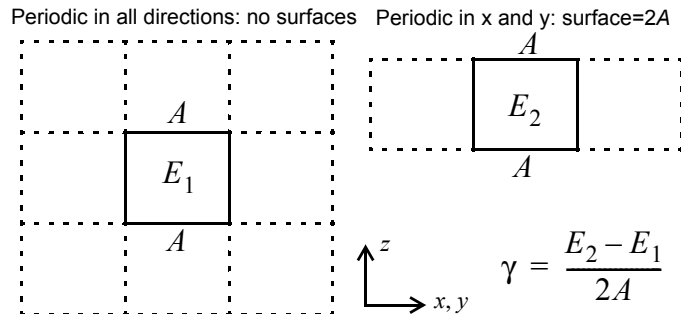 Periodic in all directions: no surfaces
A
E₁
A
Periodic in x and y: surface=2A
A
E₂
A
z
x, y
γ = (E₂ − E₁) / 2A